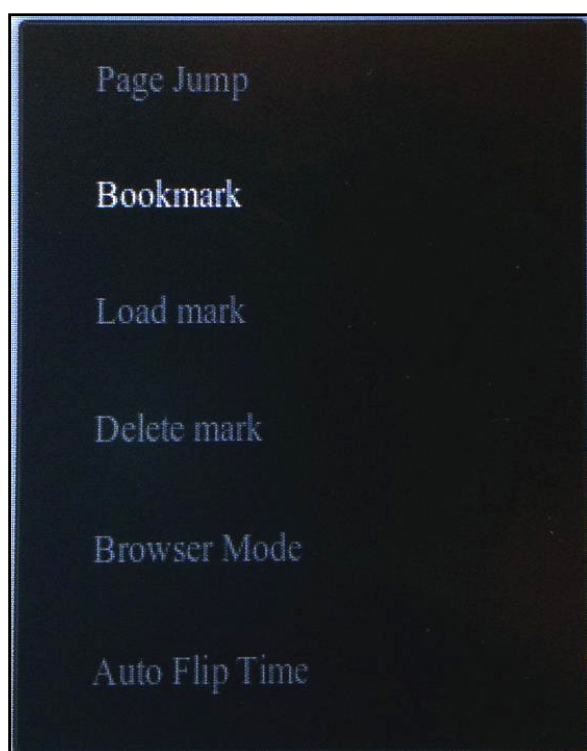 Page Jump
Bookmark
Load mark
Delete mark
Browser Mode
Auto Flip Time